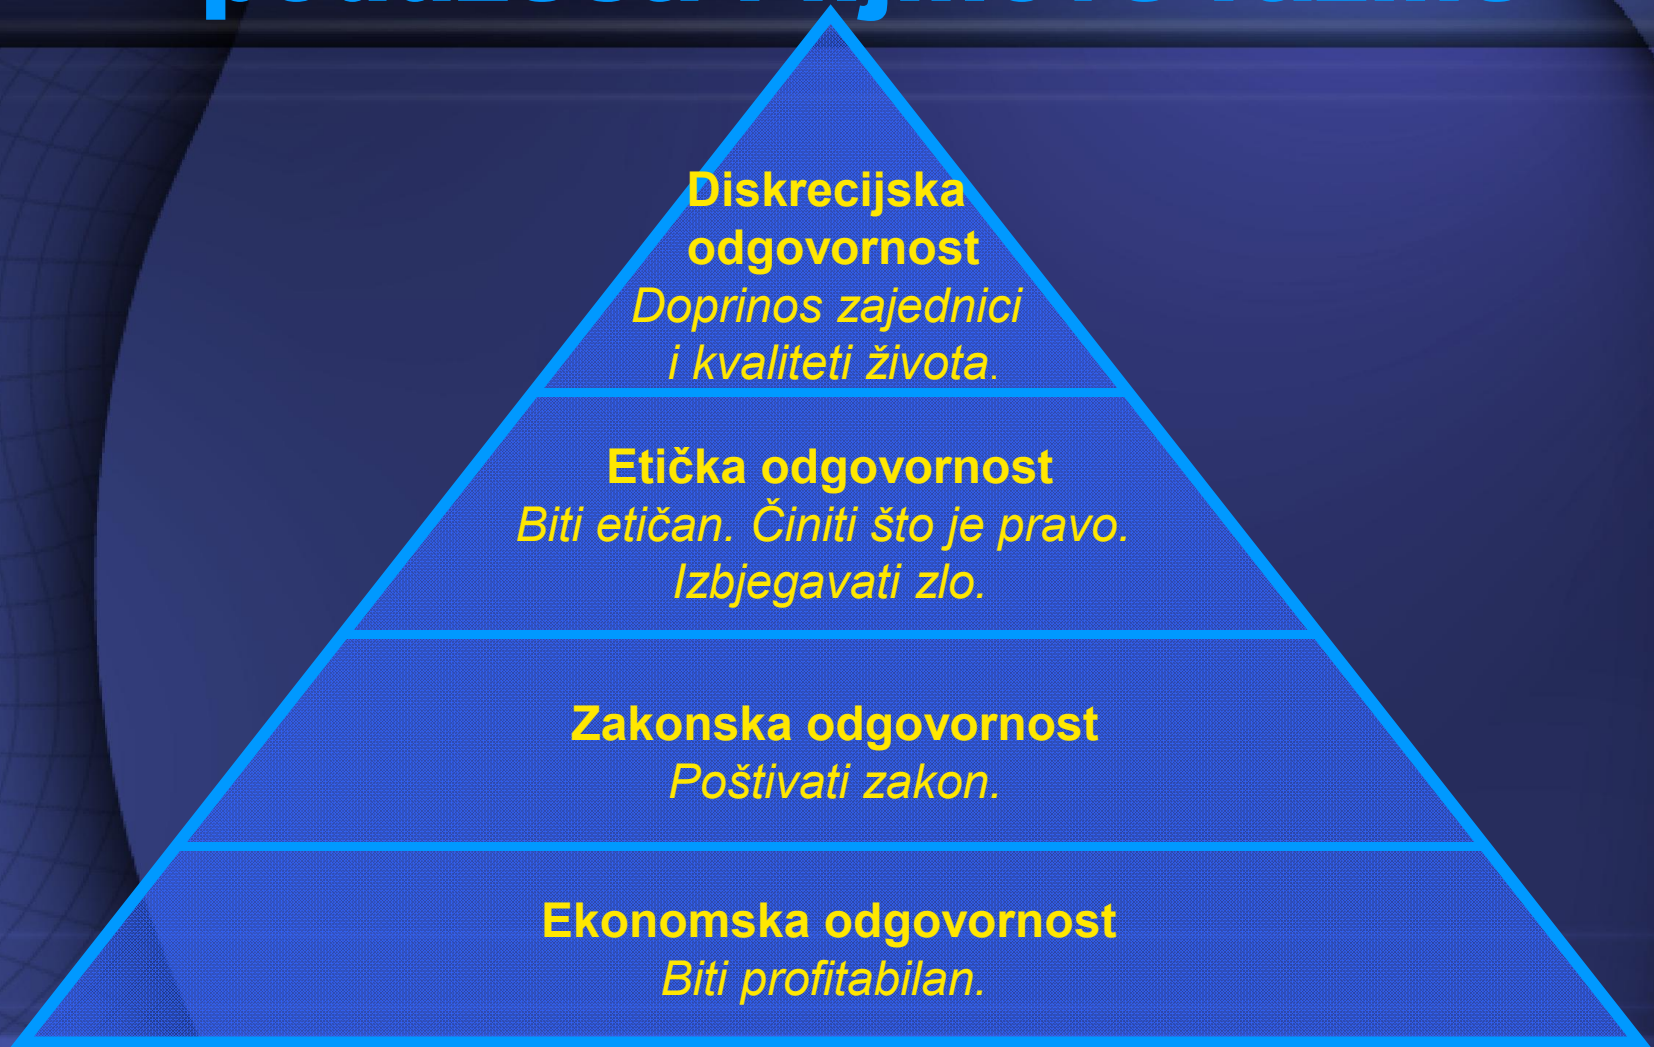 Diskrecijska
odgovornost
Doprinos zajednici
i kvaliteti života.
Etička odgovornost
Biti etičan. Činiti što je pravo.
Izbjegavati zlo.
Zakonska odgovornost
Poštivati zakon.
Ekonomska odgovornost
Biti profitabilan.